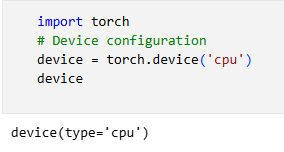 import torch
# Device configuration
device = torch.device('cpu')
device
device(type='cpu')